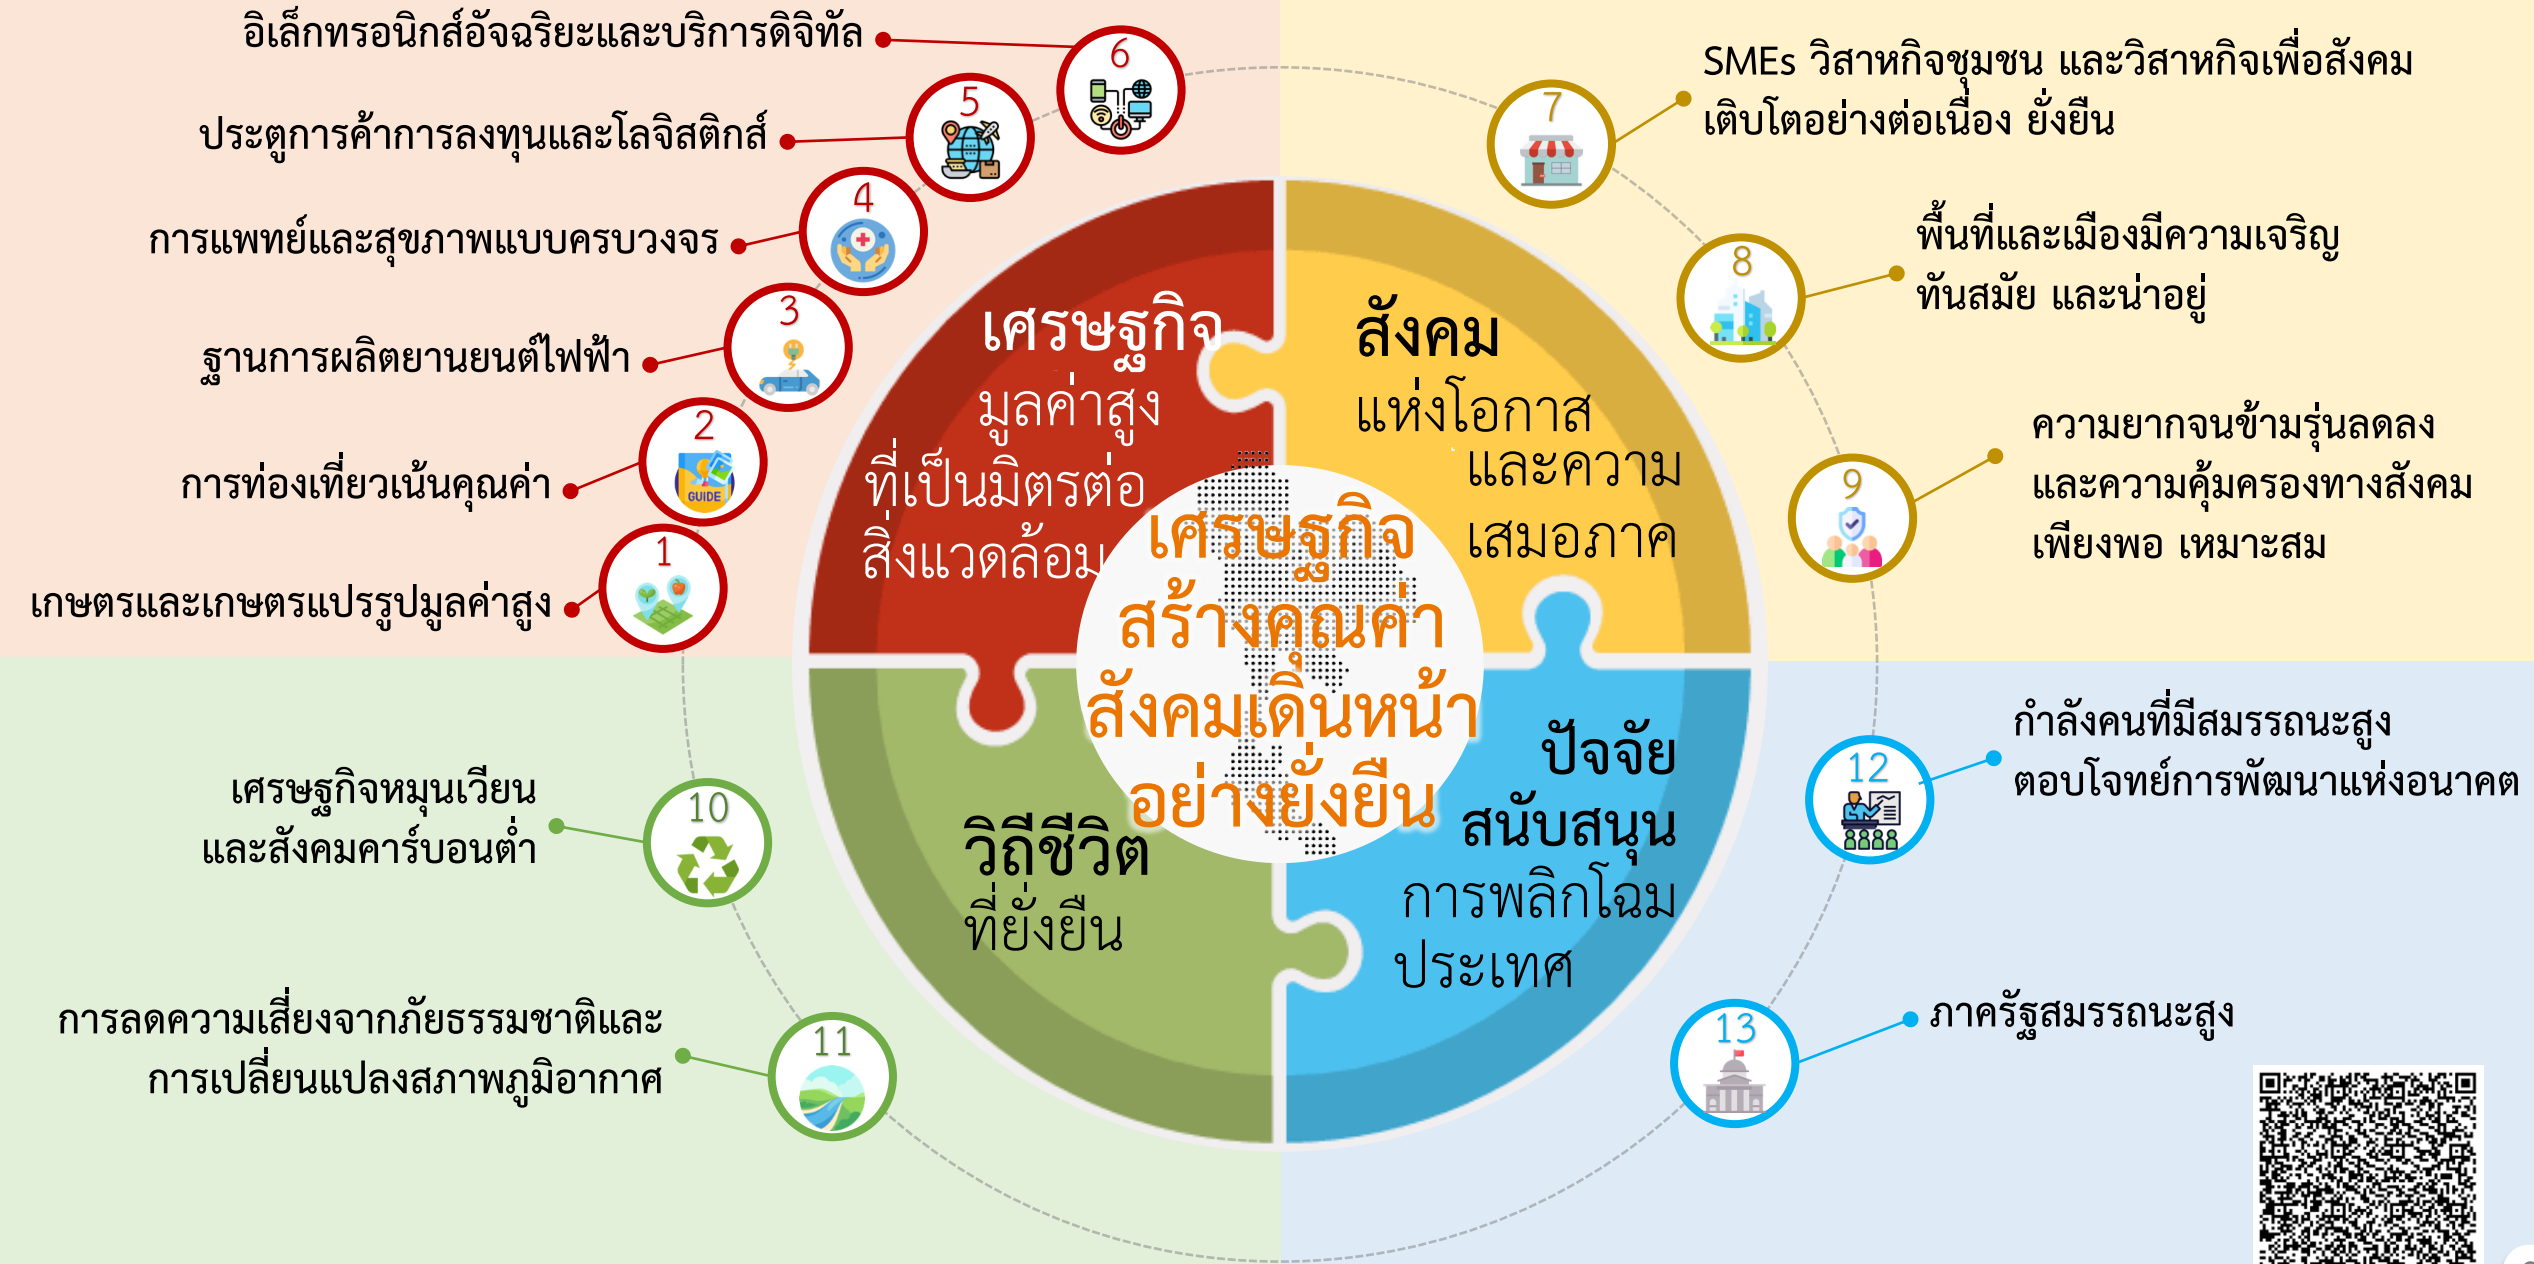 อิเล็กทรอนิกส์อัจฉริยะและบริการดิจิทัล
6
ประตูการค้าการลงทุนและโลจิสติกส์
5
การแพทย์และสุขภาพแบบครบวงจร
4
ฐานการผลิตยานยนต์ไฟฟ้า
3
การท่องเที่ยวเน้นคุณค่า
2
GUIDE
เกษตรและเกษตรแปรรูปมูลค่าสูง
1
เศรษฐกิจ
มูลค่าสูง
ที่เป็นมิตรต่อ
สิ่งแวดล้อม
สังคม
แห่งโอกาส
และความ
เสมอภาค
7
SMEs วิสาหกิจชุมชน และวิสาหกิจเพื่อสังคม
เติบโตอย่างต่อเนื่อง ยั่งยืน
8
พื้นที่และเมืองมีความเจริญ
ทันสมัย และน่าอยู่
9
ความยากจนข้ามรุ่นลดลง
และความคุ้มครองทางสังคม
เพียงพอ เหมาะสม
เศรษฐกิจ
สร้างคุณค่า
สังคมเดินหน้า
อย่างยั่งยืน
เศรษฐกิจหมุนเวียน
และสังคมคาร์บอนต่ำ
10
การลดความเสี่ยงจากภัยธรรมชาติและ
การเปลี่ยนแปลงสภาพภูมิอากาศ
11
วิถีชีวิต
ที่ยั่งยืน
ปัจจัย
สนับสนุน
การพลิกโฉม
ประเทศ
12
กำลังคนที่มีสมรรถนะสูง
ตอบโจทย์การพัฒนาแห่งอนาคต
13
ภาครัฐสมรรถนะสูง